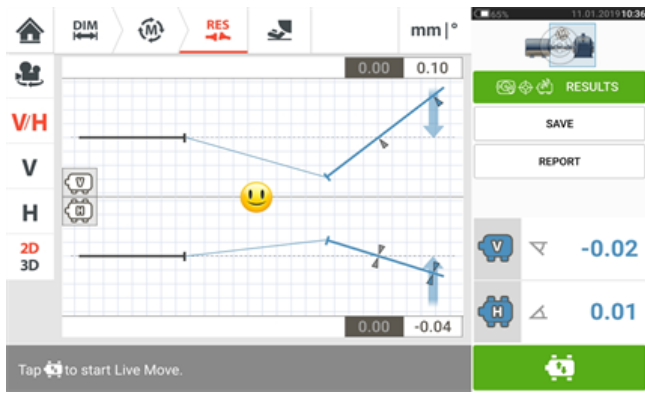 65% 11.01.2019 10:36
DIM M RES mm|°
0.00 0.10
RESULTS
V/H
SAVE
V
V
REPORT
H
H
2D
3D
V -0.02
H 0.01
0.00 -0.04
Tap to start Live Move.